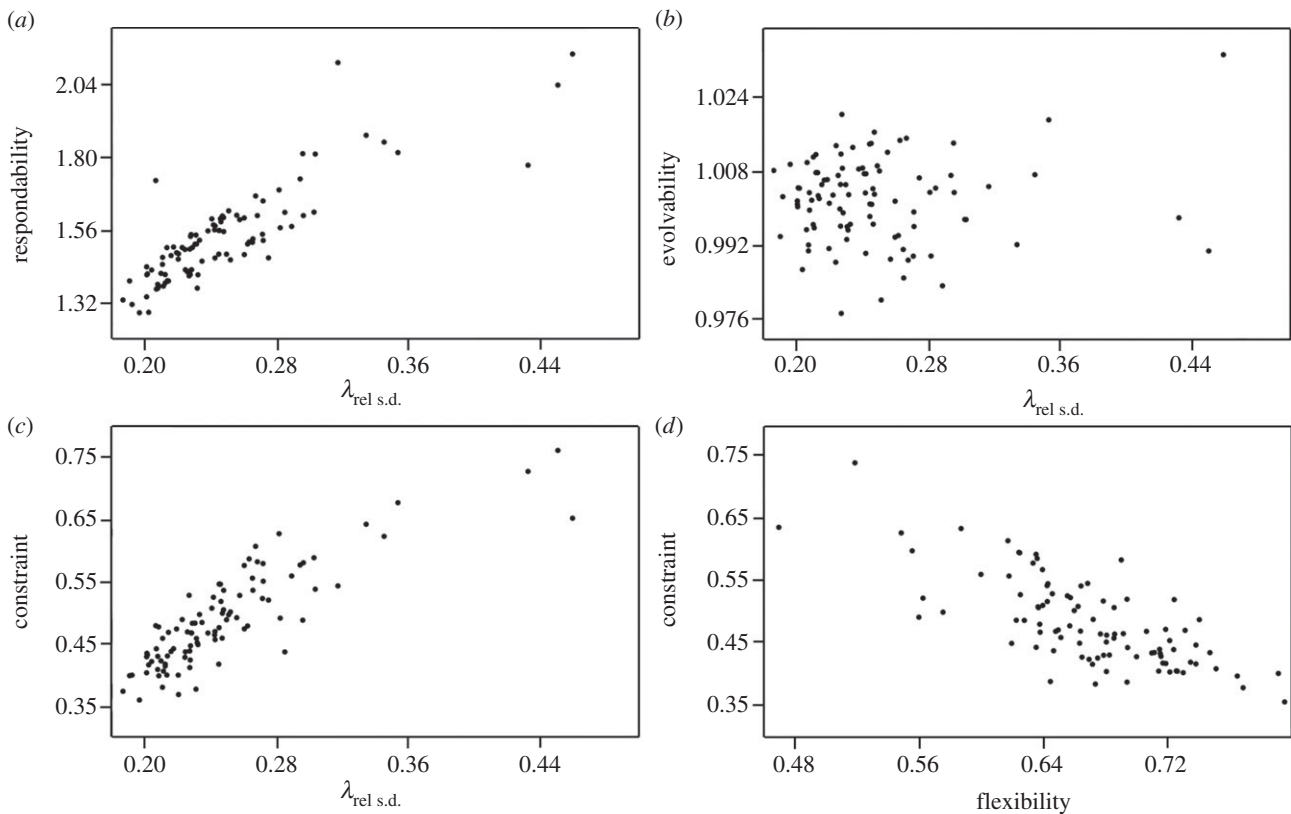 (a)
2.04
1.80
1.56
1.32
respondability
0.20 0.28 0.36 0.44
λrel s.d.
(b)
1.024
1.008
0.992
0.976
evolvability
0.20 0.28 0.36 0.44
λrel s.d.
(c)
0.75
0.65
0.55
0.45
0.35
constraint
0.20 0.28 0.36 0.44
λrel s.d.
(d)
0.75
0.65
0.55
0.45
0.35
constraint
0.48 0.56 0.64 0.72
flexibility